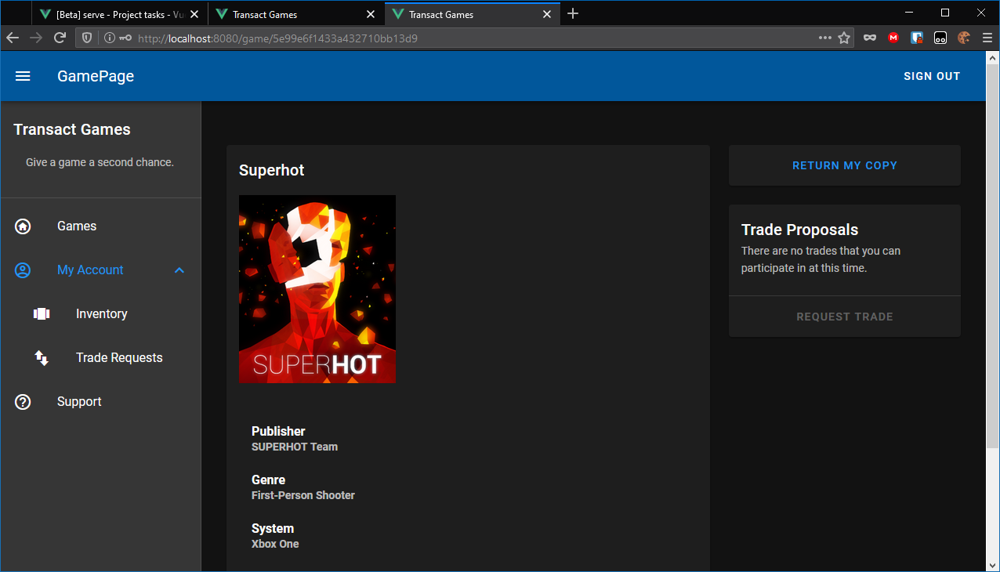 [Beta] serve - Project tasks - Vu
Transact Games
Transact Games
http://localhost:8080/game/5e99e6f1433a432710bb13d9
GamePage
SIGN OUT
Transact Games
Give a game a second chance.
Games
My Account
Inventory
Trade Requests
Support
Superhot
SUPERHOT
Publisher
SUPERHOT Team
Genre
First-Person Shooter
System
Xbox One
RETURN MY COPY
Trade Proposals
There are no trades that you can
participate in at this time.
REQUEST TRADE